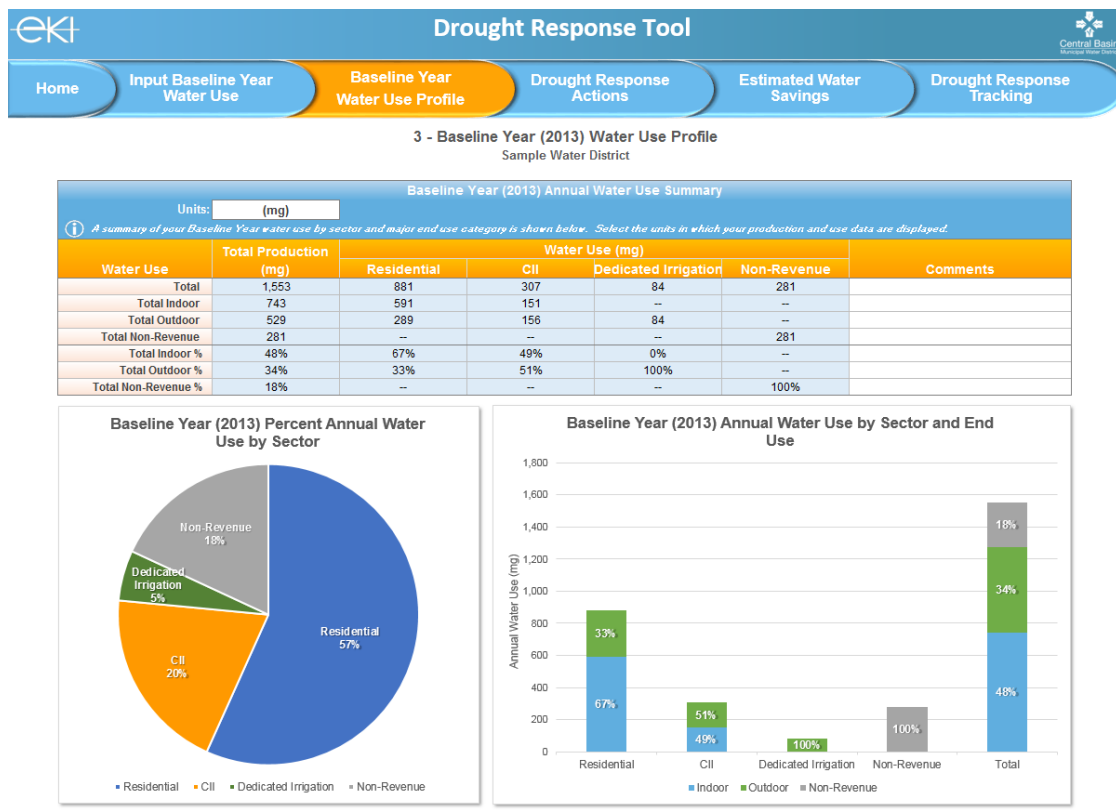 eki
Drought Response Tool
Central Basin
Municipal Water District
Home
Input Baseline Year
Water Use
Baseline Year
Water Use Profile
Drought Response
Actions
Estimated Water
Savings
Drought Response
Tracking
3 - Baseline Year (2013) Water Use Profile
Sample Water District
Baseline Year (2013) Annual Water Use Summary
Units: (mg)
A summary of your Baseline Year water use by sector and major end use category is shown below. Select the units in which your production and use data are displayed.
Water Use Total Production (mg) Water Use (mg) Comments
Residential CII Dedicated Irrigation Non-Revenue
Total 1,553 881 307 84 281
Total Indoor 743 591 151 -- --
Total Outdoor 529 289 156 84 --
Total Non-Revenue 281 -- -- -- 281
Total Indoor % 48% 67% 49% 0% --
Total Outdoor % 34% 33% 51% 100% --
Total Non-Revenue % 18% -- -- -- 100%
Baseline Year (2013) Percent Annual Water
Use by Sector
Non-Revenue
18%
Dedicated
Irrigation
5%
CII
20%
Residential
57%
Residential CII Dedicated Irrigation Non-Revenue
Baseline Year (2013) Annual Water Use by Sector and End
Use
Annual Water Use (mg)
1,800
1,600
1,400
1,200
1,000
800
600
400
200
0
33%
67%
51%
49%
100%
100%
18%
34%
48%
Residential CII Dedicated Irrigation Non-Revenue Total
Indoor Outdoor Non-Revenue